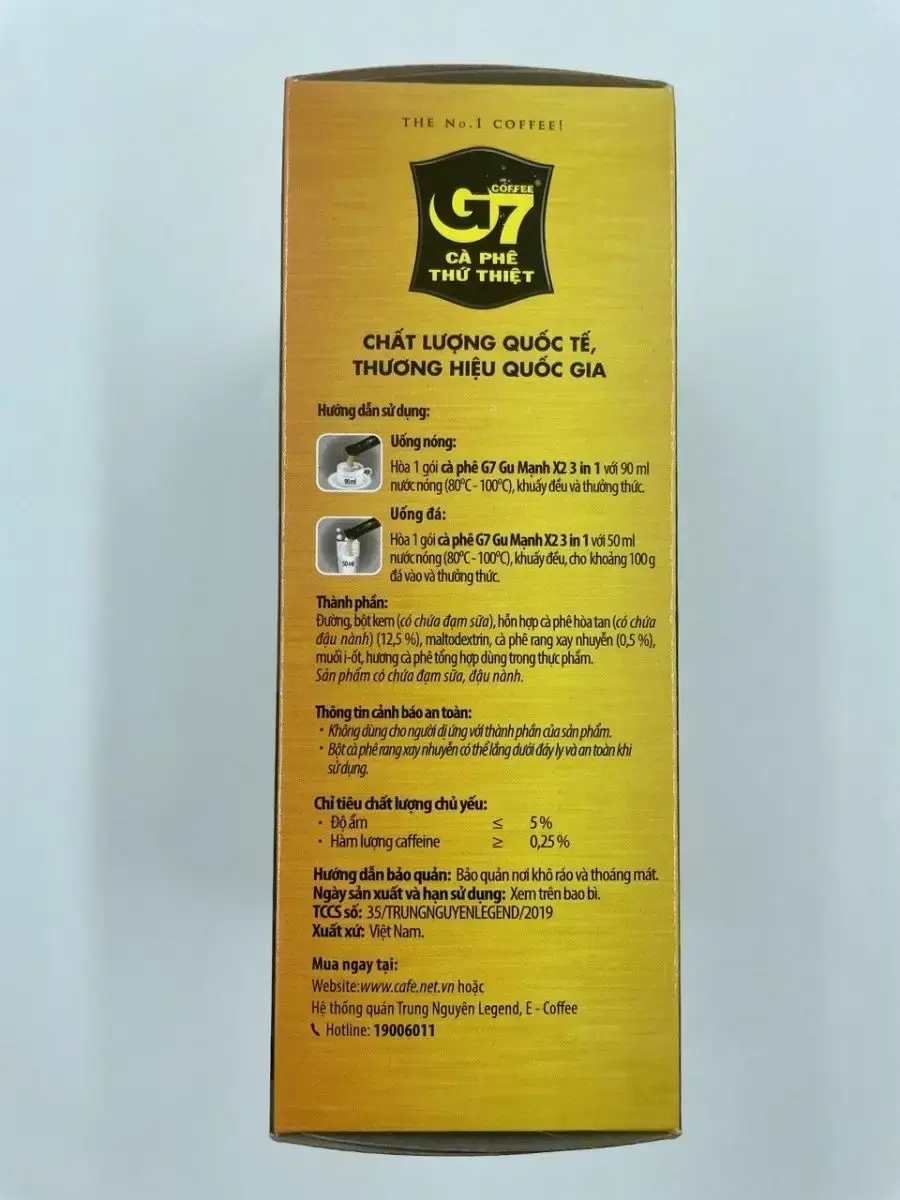 THE No.1 COFFEE!
COFFEE
G7
®
CÀ PHÊ
THỨ THIỆT
CHẤT LƯỢNG QUỐC TẾ,
THƯƠNG HIỆU QUỐC GIA
Hướng dẫn sử dụng:
Uống nóng:
Hòa 1 gói cà phê G7 Gu Mạnh X2 3 in 1 với 90 ml
nước nóng (80⁰C - 100⁰C), khuấy đều và thưởng thức.
90 ml
Uống đá:
Hòa 1 gói cà phê G7 Gu Mạnh X2 3 in 1 với 50 ml
nước nóng (80⁰C - 100⁰C), khuấy đều, cho khoảng 100 g
đá vào và thưởng thức.
50 ml
Thành phần:
Đường, bột kem (có chứa đạm sữa), hỗn hợp cà phê hòa tan (có chứa
đậu nành) (12,5 %), maltodextrin, cà phê rang xay nhuyễn (0,5 %),
muối i-ốt, hương cà phê tổng hợp dùng trong thực phẩm.
Sản phẩm có chứa đạm sữa, đậu nành.
Thông tin cảnh báo an toàn:
• Không dùng cho người dị ứng với thành phần của sản phẩm.
• Bột cà phê rang xay nhuyễn có thể lắng dưới đáy ly và an toàn khi
sử dụng.
Chỉ tiêu chất lượng chủ yếu:
• Độ ẩm ≤ 5 %
• Hàm lượng caffeine ≥ 0,25 %
Hướng dẫn bảo quản: Bảo quản nơi khô ráo và thoáng mát.
Ngày sản xuất và hạn sử dụng: Xem trên bao bì.
TCCS số: 35/TRUNGNGUYENLEGEND/2019
Xuất xứ: Việt Nam.
Mua ngay tại:
Website:www.cafe.net.vn hoặc
Hệ thống quán Trung Nguyên Legend, E - Coffee
Hotline: 19006011